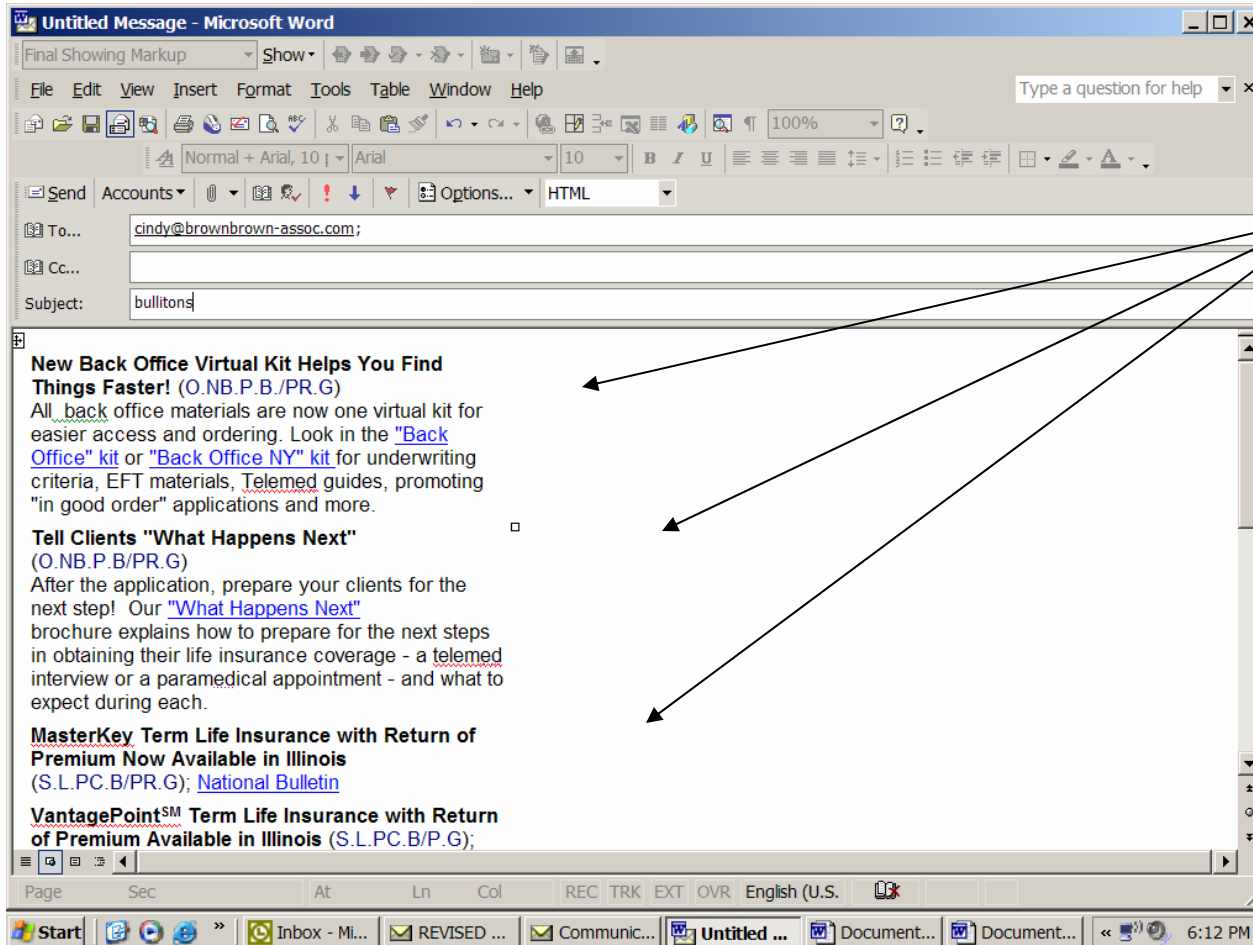 Untitled Message - Microsoft Word
Final Showing Markup Show
File Edit View Insert Format Tools Table Window Help Type a question for help
100%
Normal + Arial, 10 Arial 10 B I U
Send Accounts Options... HTML
To... cindy@brownbrown-assoc.com;
Cc...
Subject: bullitons
New Back Office Virtual Kit Helps You Find
Things Faster! (O.NB.P.B./PR.G)
All back office materials are now one virtual kit for
easier access and ordering. Look in the "Back
Office" kit or "Back Office NY" kit for underwriting
criteria, EFT materials, Telemed guides, promoting
"in good order" applications and more.
Tell Clients "What Happens Next"
(O.NB.P.B/PR.G)
After the application, prepare your clients for the
next step! Our "What Happens Next"
brochure explains how to prepare for the next steps
in obtaining their life insurance coverage - a telemed
interview or a paramedical appointment - and what to
expect during each.
MasterKey Term Life Insurance with Return of
Premium Now Available in Illinois
(S.L.PC.B/PR.G); National Bulletin
VantagePoint℠ Term Life Insurance with Return
of Premium Available in Illinois (S.L.PC.B/P.G);
Page Sec At Ln Col REC TRK EXT OVR English (U.S.
Start » Inbox - Mi... REVISED ... Communic... Untitled ... Document... Document... « 6:12 PM